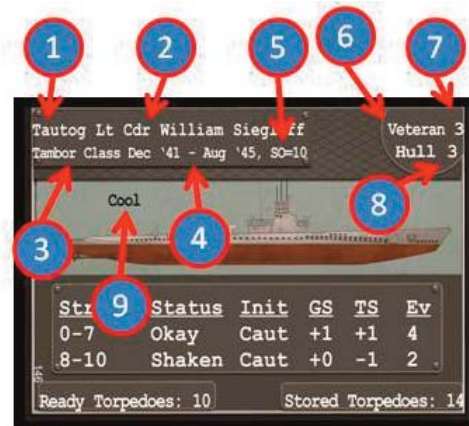 1
2
5
6
7
Tautog Lt Cdr William
Veteran 3
Tambor Class Dec '41 - Aug '45, SO=10
Hull 3
Cool
8
3
4
9
Str Status Init GS TS Ev
0-7 Okay Caut +1 +1 4
8-10 Shaken Caut +0 -1 2
Ready Torpedoes: 10
Stored Torpedoes: 14